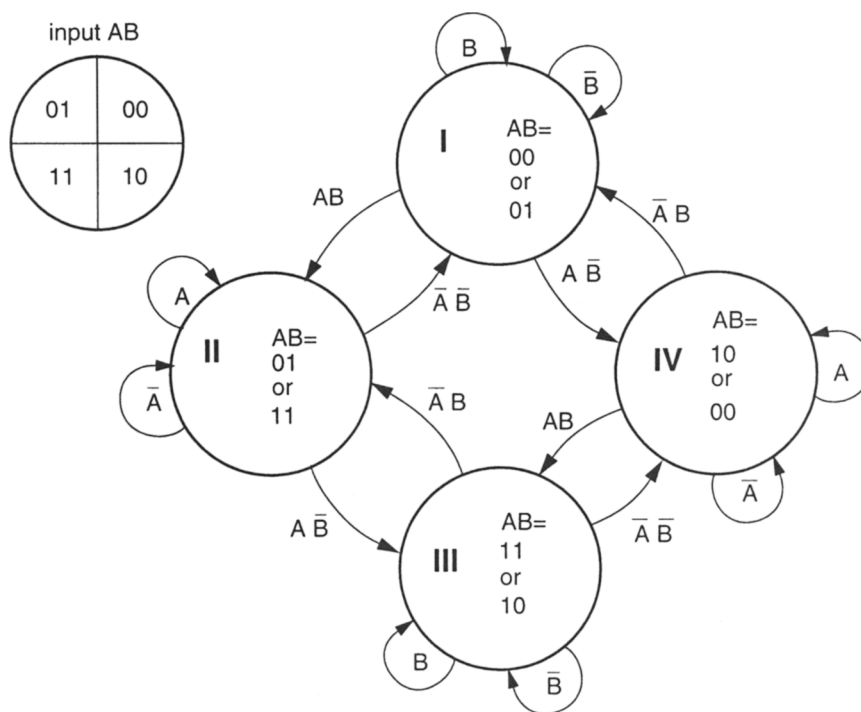 input AB
01 00
11 10
B
B̅
I
AB=
00
or
01
AB
A̅ B̅
A B̅
A̅ B
A
A̅
II
AB=
01
or
11
IV
AB=
10
or
00
A
A̅
A̅ B
AB
A B̅
A̅ B̅
III
AB=
11
or
10
B
B̅